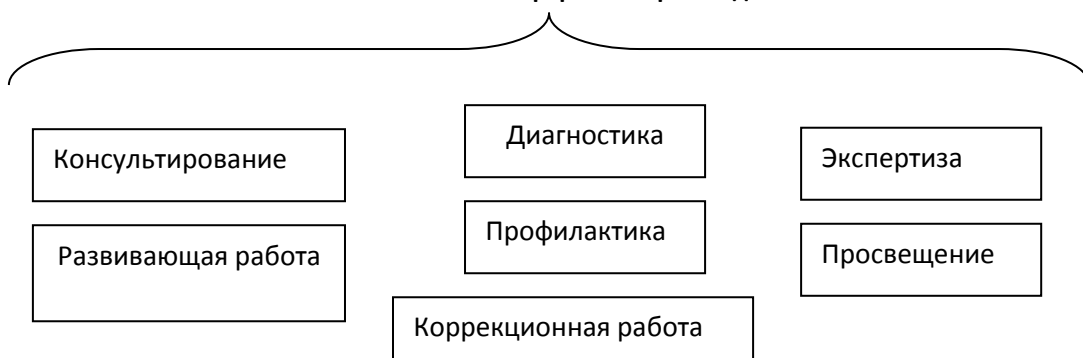 Консультирование
Диагностика
Экспертиза
Развивающая работа
Профилактика
Просвещение
Коррекционная работа